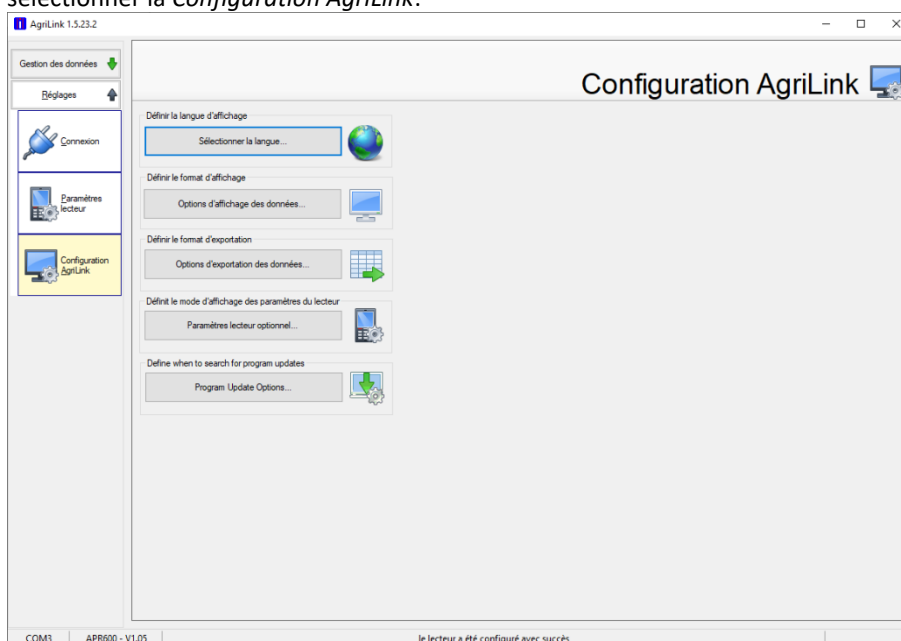 sélectionner la Configuration AgriLink.
AgriLink 1.5.23.2
Gestion des données
Réglages
Connexion
Paramètres
lecteur
Configuration
AgriLink
Configuration AgriLink
Définir la langue d'affichage
Sélectionner la langue...
Définir le format d'affichage
Options d'affichage des données...
Définir le format d'exportation
Options d'exportation des données...
Définit le mode d'affichage des paramètres du lecteur
Paramètres lecteur optionnel...
Define when to search for program updates
Program Update Options...
COM3 APR600 - V1.05 le lecteur a été configuré avec succès